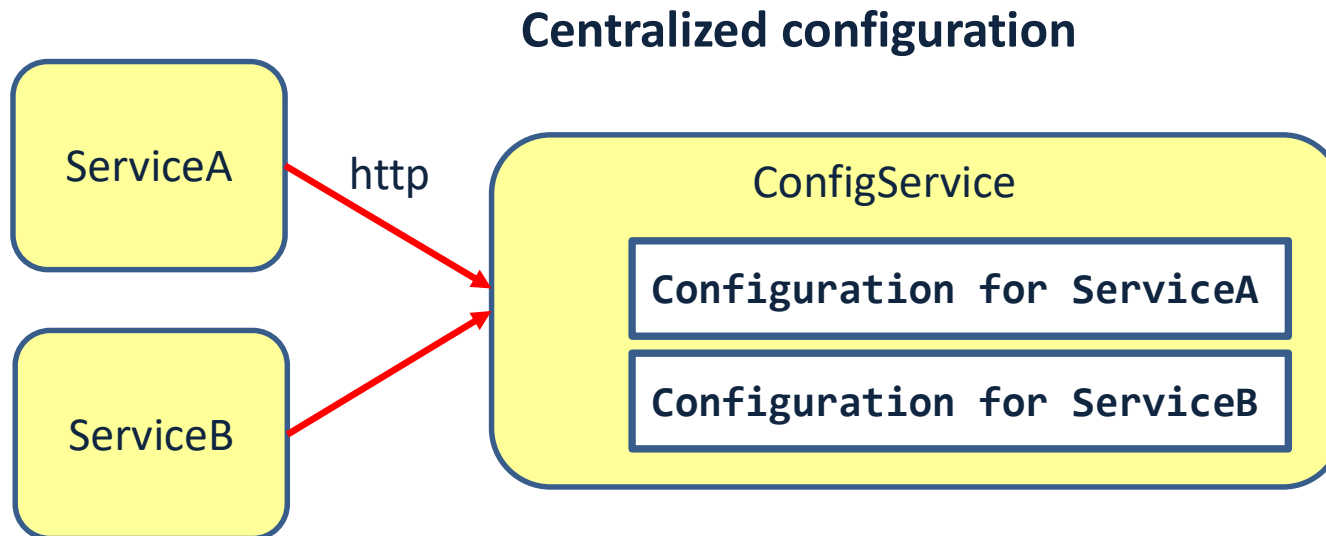 Centralized configuration
ServiceA
http
ConfigService
Configuration for ServiceA
Configuration for ServiceB
ServiceB